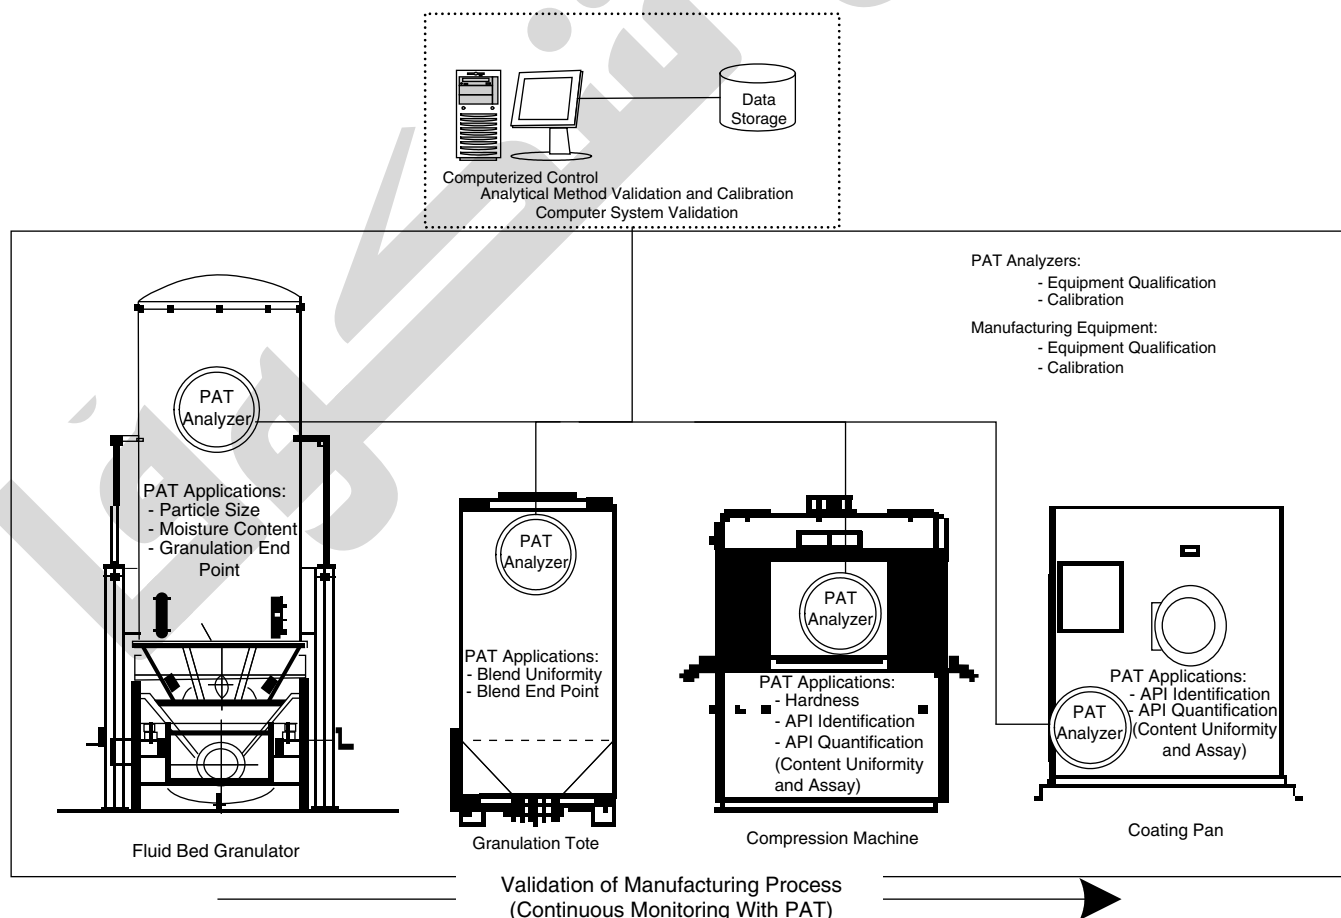 Data
Storage
Computerized Control
Analytical Method Validation and Calibration
Computer System Validation
PAT Analyzers:
- Equipment Qualification
- Calibration
Manufacturing Equipment:
- Equipment Qualification
- Calibration
PAT
Analyzer
PAT Applications:
- Particle Size
- Moisture Content
- Granulation End
Point
Fluid Bed Granulator
PAT
Analyzer
PAT Applications:
- Blend Uniformity
- Blend End Point
Granulation Tote
PAT
Analyzer
PAT Applications:
- Hardness
- API Identification
- API Quantification
(Content Uniformity
and Assay)
Compression Machine
PAT
Analyzer
PAT Applications:
- API Identification
- API Quantification
(Content Uniformity
and Assay)
Coating Pan
Validation of Manufacturing Process
(Continuous Monitoring With PAT)